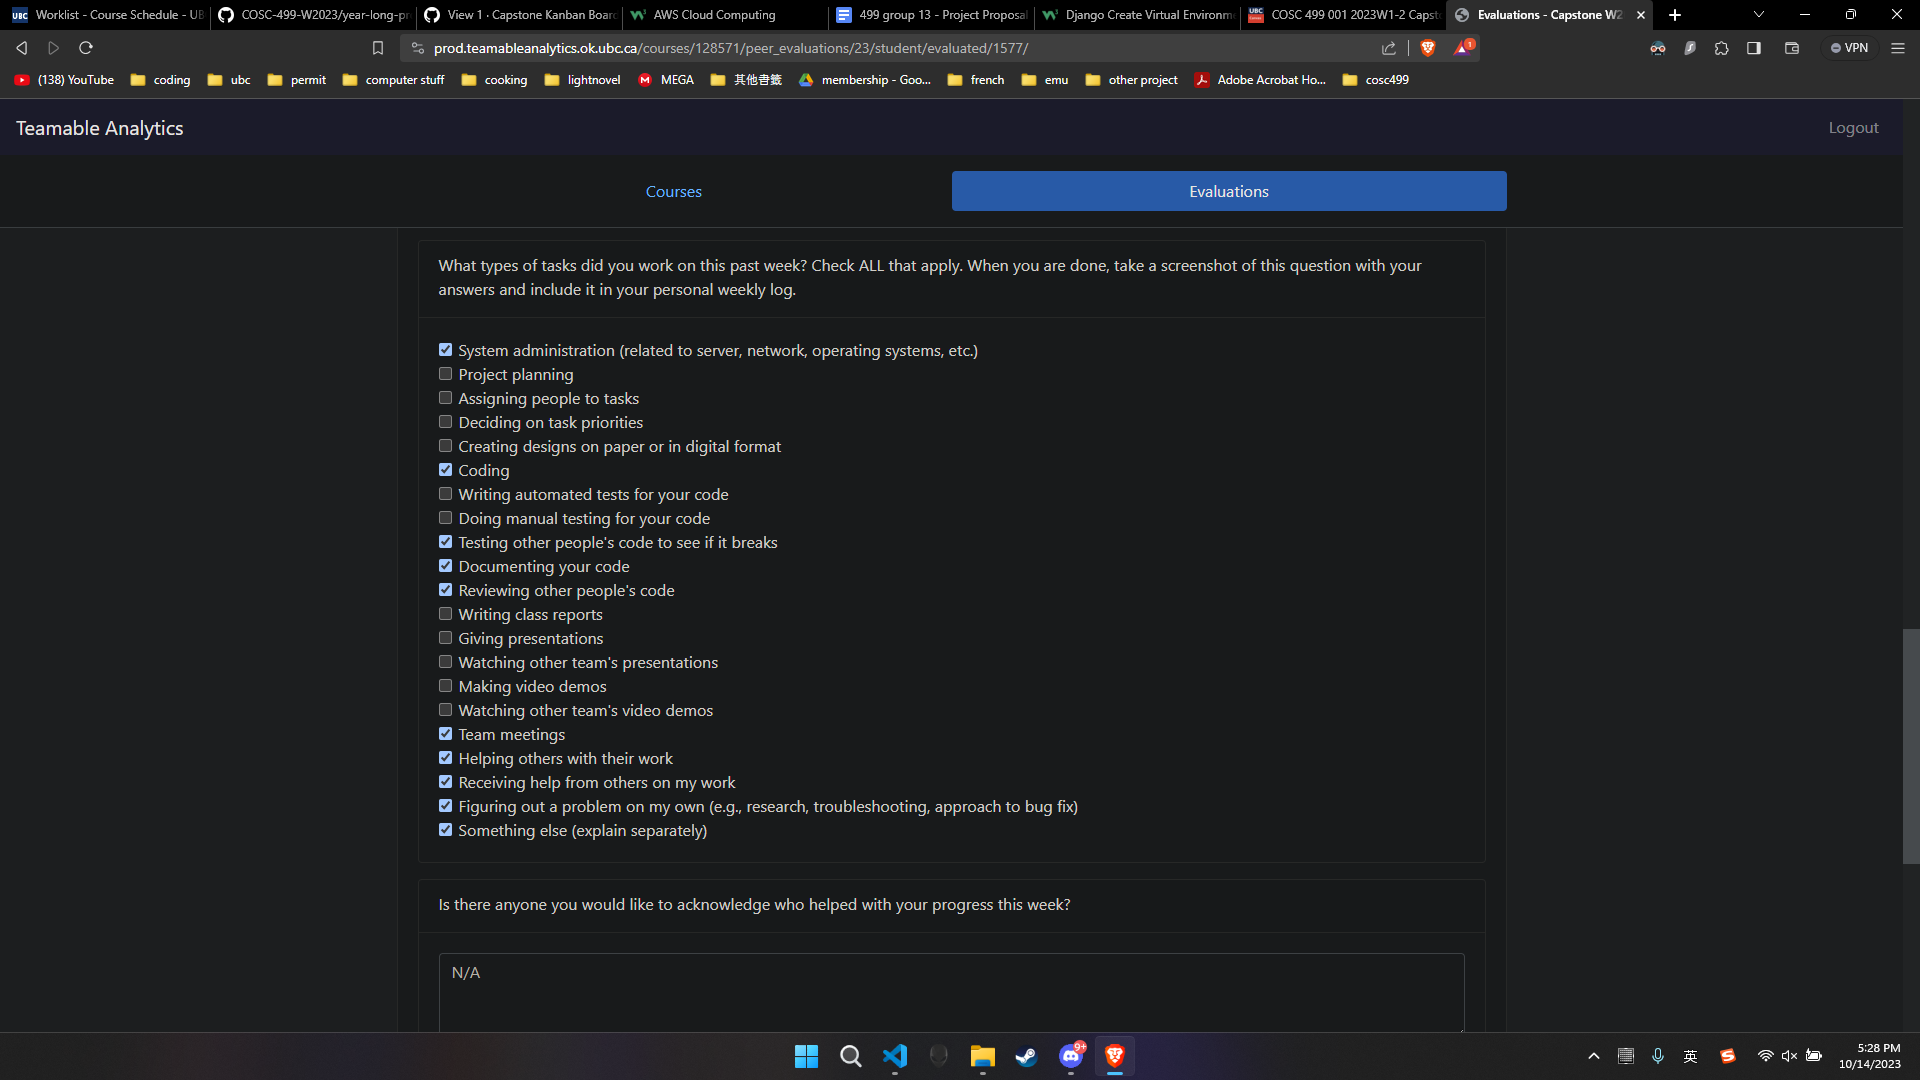 Worklist - Course Schedule - UB
COSC-499-W2023/year-long-pr
View 1 · Capstone Kanban Boar
AWS Cloud Computing
499 group 13 - Project Proposal
Django Create Virtual Environm
COSC 499 001 2023W1-2 Capst
Evaluations - Capstone W2
prod.teamableanalytics.ok.ubc.ca/courses/128571/peer_evaluations/23/student/evaluated/1577/
1
VPN
(138) YouTube
coding
ubc
permit
computer stuff
cooking
lightnovel
MEGA
其他書籤
membership - Goo...
french
emu
other project
Adobe Acrobat Ho...
cosc499
Teamable Analytics
Logout
Courses
Evaluations
What types of tasks did you work on this past week? Check ALL that apply. When you are done, take a screenshot of this question with your
answers and include it in your personal weekly log.
System administration (related to server, network, operating systems, etc.)
Project planning
Assigning people to tasks
Deciding on task priorities
Creating designs on paper or in digital format
Coding
Writing automated tests for your code
Doing manual testing for your code
Testing other people's code to see if it breaks
Documenting your code
Reviewing other people's code
Writing class reports
Giving presentations
Watching other team's presentations
Making video demos
Watching other team's video demos
Team meetings
Helping others with their work
Receiving help from others on my work
Figuring out a problem on my own (e.g., research, troubleshooting, approach to bug fix)
Something else (explain separately)
Is there anyone you would like to acknowledge who helped with your progress this week?
N/A
9+
英
5:28 PM
10/14/2023